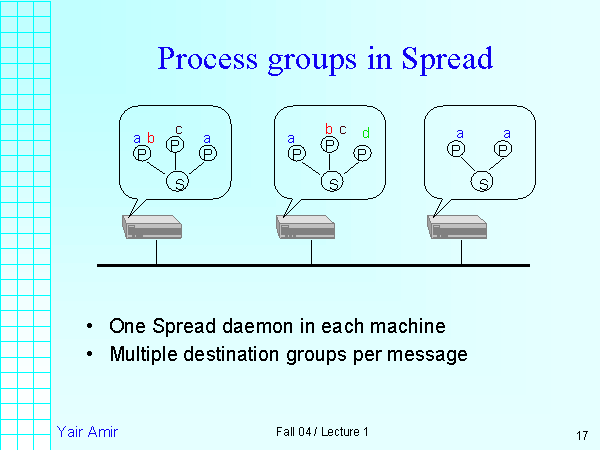 Process groups in Spread
a b c a
P P P
S
a b c d
P P P
S
a a
P P
S
• One Spread daemon in each machine
• Multiple destination groups per message
Yair Amir
Fall 04 / Lecture 1
17